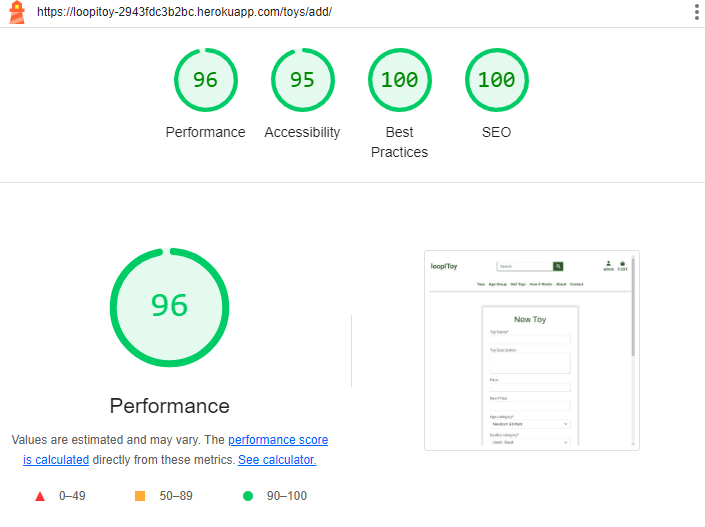 https://loopitoy-2943fdc3b2bc.herokuapp.com/toys/add/
96
95
100
100
Performance
Accessibility
Best
Practices
SEO
96
Performance
Values are estimated and may vary. The performance score
is calculated directly from these metrics. See calculator.
0–49
50–89
90–100
loopIToy
Search
admin
Toys Age Group Sell Toys How it Works About Contact
New Toy
Toy Name*
Toy Description
Price
New Price
Age category*
Newborn &Infant
Quality category*